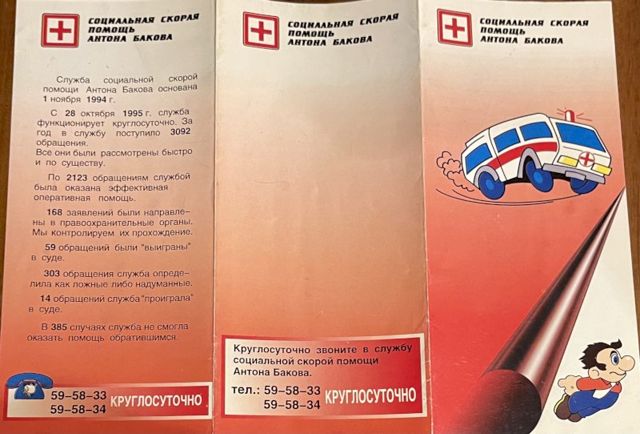 СОЦИАЛЬНАЯ СКОРАЯ
ПОМОЩЬ
АНТОНА БАКОВА
Служба социальной скорой
помощи Антона Бакова основана
1 ноября 1994 г.
С 28 октября 1995 г. служба
функционирует круглосуточно. За
год в службу поступило 3092
обращения.
Все они были рассмотрены быстро
и по существу.
По 2123 обращениям службой
была оказана эффективная
оперативная помощь.
168 заявлений были направле-
ны в правоохранительные органы.
Мы контролируем их прохождение.
59 обращений были "выиграны"
в суде.
303 обращения служба опреде-
лила как ложные либо надуманные.
14 обращений служба "проиграла"
в суде.
В 385 случаях служба не смогла
оказать помощь обратившимся.
59-58-33
59-58-34
КРУГЛОСУТОЧНО
СОЦИАЛЬНАЯ СКОРАЯ
ПОМОЩЬ
АНТОНА БАКОВА
Круглосуточно звоните в службу
социальной скорой помощи
Антона Бакова.
тел.: 59-58-33
59-58-34
КРУГЛОСУТОЧНО
СОЦИАЛЬНАЯ СКОРАЯ
ПОМОЩЬ
АНТОНА БАКОВА